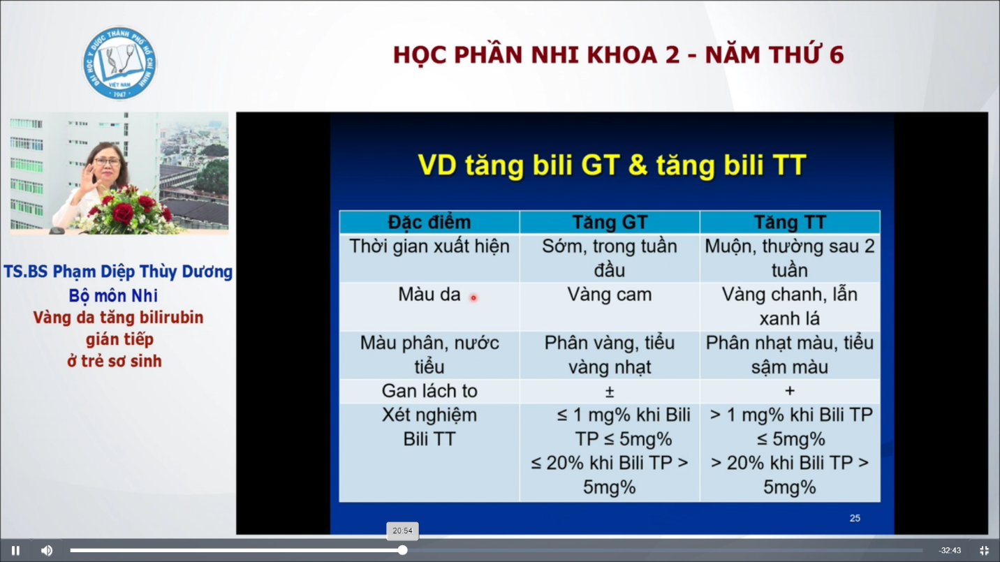 ĐẠI HỌC Y DƯỢC THÀNH PHỐ HỒ CHÍ MINH
VIỆT NAM
1947
HỌC PHẦN NHI KHOA 2 - NĂM THỨ 6
TS.BS Phạm Diệp Thùy Dương
Bộ môn Nhi
Vàng da tăng bilirubin
gián tiếp
ở trẻ sơ sinh
VD tăng bili GT & tăng bili TT
Đặc điểm Tăng GT Tăng TT
Thời gian xuất hiện Sớm, trong tuần Muộn, thường sau 2
đầu tuần
Màu da Vàng cam Vàng chanh, lẫn
xanh lá
Màu phân, nước Phân vàng, tiểu Phân nhạt màu, tiểu
tiểu vàng nhạt sậm màu
Gan lách to ± +
Xét nghiệm ≤ 1 mg% khi Bili > 1 mg% khi Bili TP
Bili TT TP ≤ 5mg% ≤ 5mg%
≤ 20% khi Bili TP > > 20% khi Bili TP >
5mg% 5mg%
25
20:54
-32:43